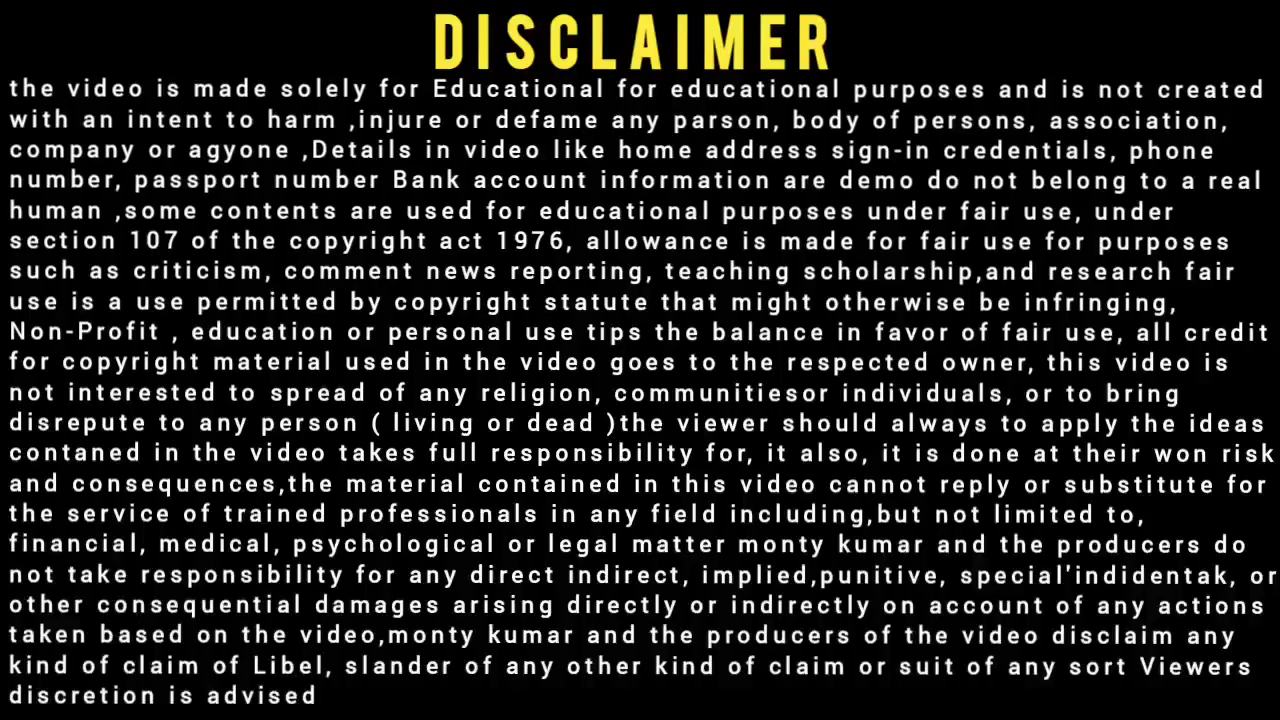 DISCLAIMER
the video is made solely for Educational for educational purposes and is not created
with an intent to harm ,injure or defame any parson, body of persons, association,
company or agyone ,Details in video like home address sign-in credentials, phone
number, passport number Bank account information are demo do not belong to a real
human ,some contents are used for educational purposes under fair use, under
section 107 of the copyright act 1976, allowance is made for fair use for purposes
such as criticism, comment news reporting, teaching scholarship,and research fair
use is a use permitted by copyright statute that might otherwise be infringing,
Non-Profit , education or personal use tips the balance in favor of fair use, all credit
for copyright material used in the video goes to the respected owner, this video is
not interested to spread of any religion, communitiesor individuals, or to bring
disrepute to any person ( living or dead )the viewer should always to apply the ideas
contaned in the video takes full responsibility for, it also, it is done at their won risk
and consequences,the material contained in this video cannot reply or substitute for
the service of trained professionals in any field including,but not limited to,
financial, medical, psychological or legal matter monty kumar and the producers do
not take responsibility for any direct indirect, implied,punitive, special'indidentak, or
other consequential damages arising directly or indirectly on account of any actions
taken based on the video,monty kumar and the producers of the video disclaim any
kind of claim of Libel, slander of any other kind of claim or suit of any sort Viewers
discretion is advised